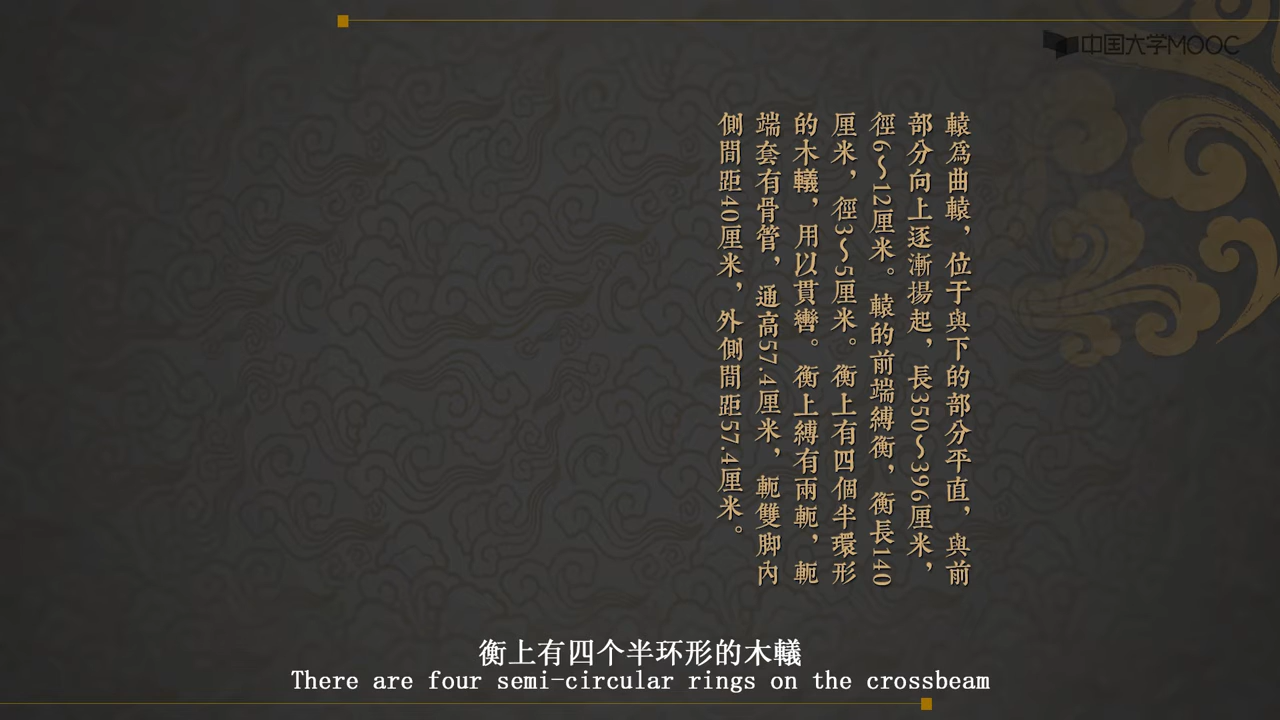 中国大学MOOC
轅爲曲轅，位于與下的部分平直，與前
部分向上逐漸揚起，長350～396厘米，
徑6～12厘米。轅的前端縛衡，衡長140
厘米，徑3～5厘米。衡上有四個半環形
的木轙，用以貫轡。衡上縛有兩軛，軛
端套有骨管，通高57.4厘米，軛雙脚內
側間距40厘米，外側間距57.4厘米。
衡上有四个半环形的木轙
There are four semi-circular rings on the crossbeam